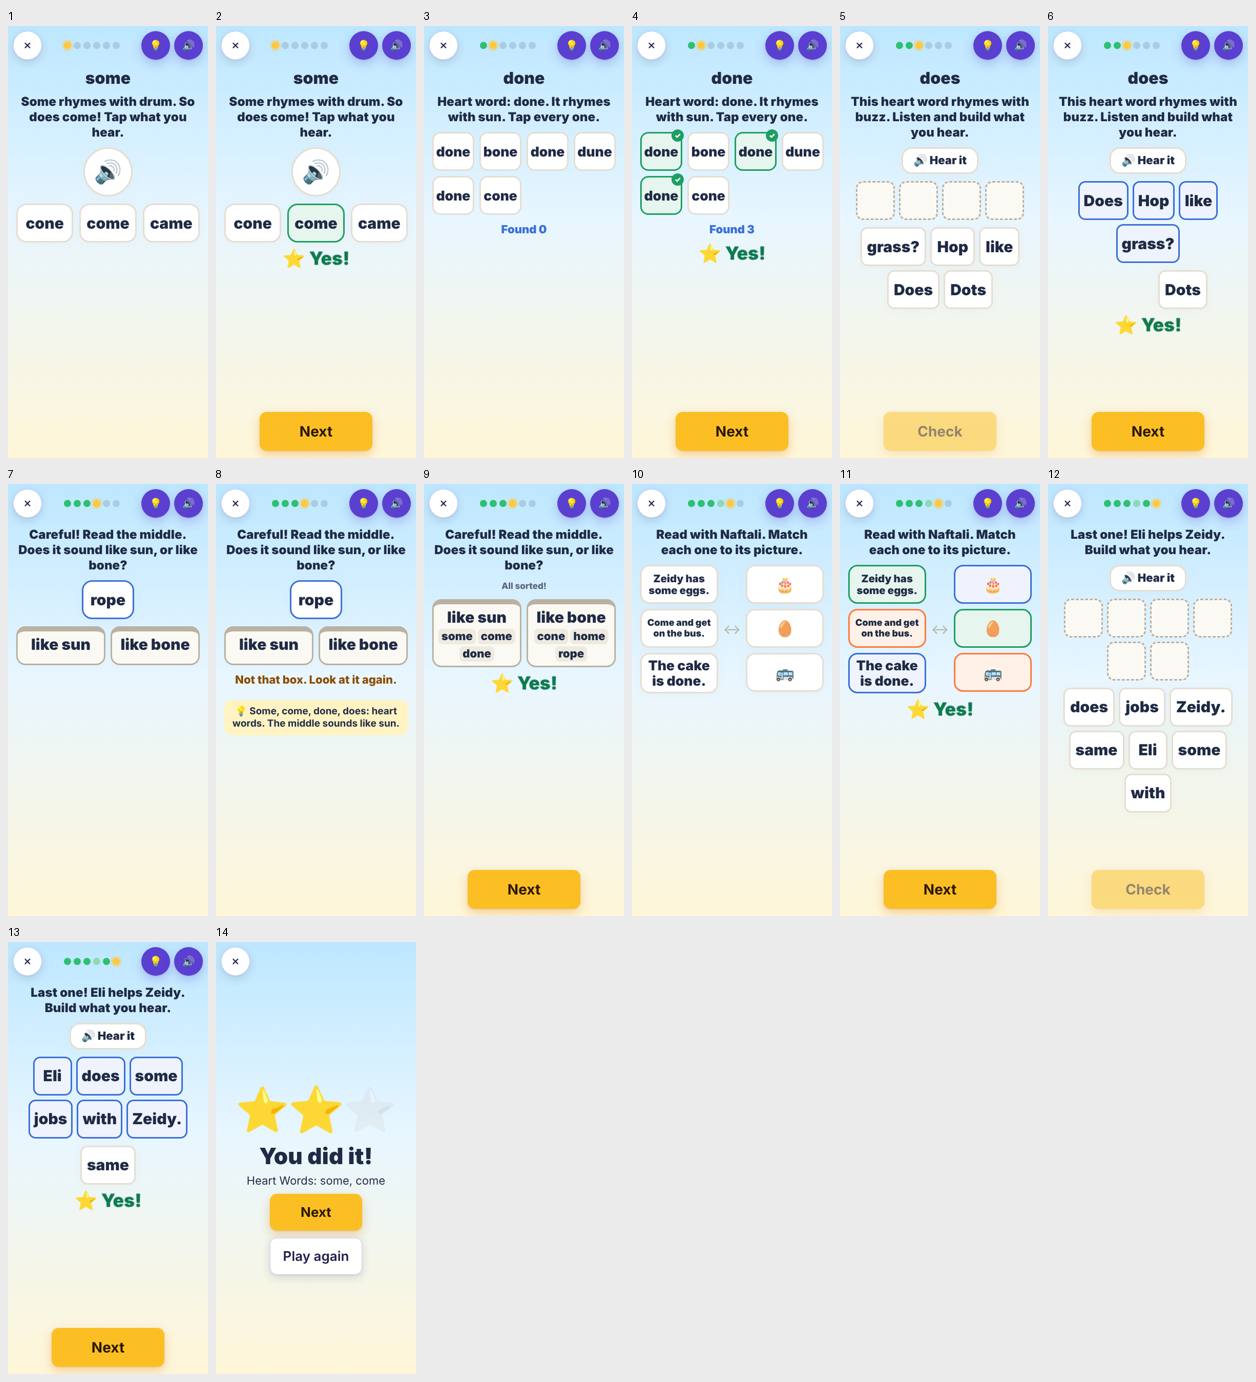 1
some
Some rhymes with drum. So
does come! Tap what you
hear.
cone come came
2
some
Some rhymes with drum. So
does come! Tap what you
hear.
cone come came
Yes!
Next
3
done
Heart word: done. It rhymes
with sun. Tap every one.
done bone done dune
done cone
Found 0
4
done
Heart word: done. It rhymes
with sun. Tap every one.
done bone done dune
done cone
Found 3
Yes!
Next
5
does
This heart word rhymes with
buzz. Listen and build what
you hear.
Hear it
grass? Hop like
Does Dots
Check
6
does
This heart word rhymes with
buzz. Listen and build what
you hear.
Hear it
Does Hop like
grass?
Dots
Yes!
Next
7
Careful! Read the middle.
Does it sound like sun, or like
bone?
rope
like sun like bone
8
Careful! Read the middle.
Does it sound like sun, or like
bone?
rope
like sun like bone
Not that box. Look at it again.
Some, come, done, does: heart
words. The middle sounds like sun.
9
Careful! Read the middle.
Does it sound like sun, or like
bone?
All sorted!
like sun like bone
some come cone home
done rope
Yes!
Next
10
Read with Naftali. Match
each one to its picture.
Zeidy has
some eggs.
Come and get
on the bus.
The cake
is done.
11
Read with Naftali. Match
each one to its picture.
Zeidy has
some eggs.
Come and get
on the bus.
The cake
is done.
Yes!
Next
12
Last one! Eli helps Zeidy.
Build what you hear.
Hear it
does jobs Zeidy.
same Eli some
with
Check
13
Last one! Eli helps Zeidy.
Build what you hear.
Hear it
Eli does some
jobs with Zeidy.
same
Yes!
Next
14
You did it!
Heart Words: some, come
Next
Play again